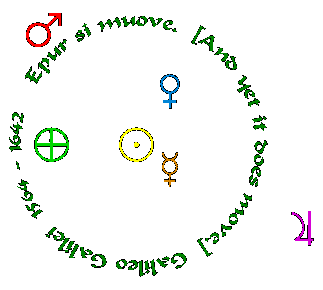 Epur si muove. [And yet it does move.] Galileo Galilei 1564 - 1642